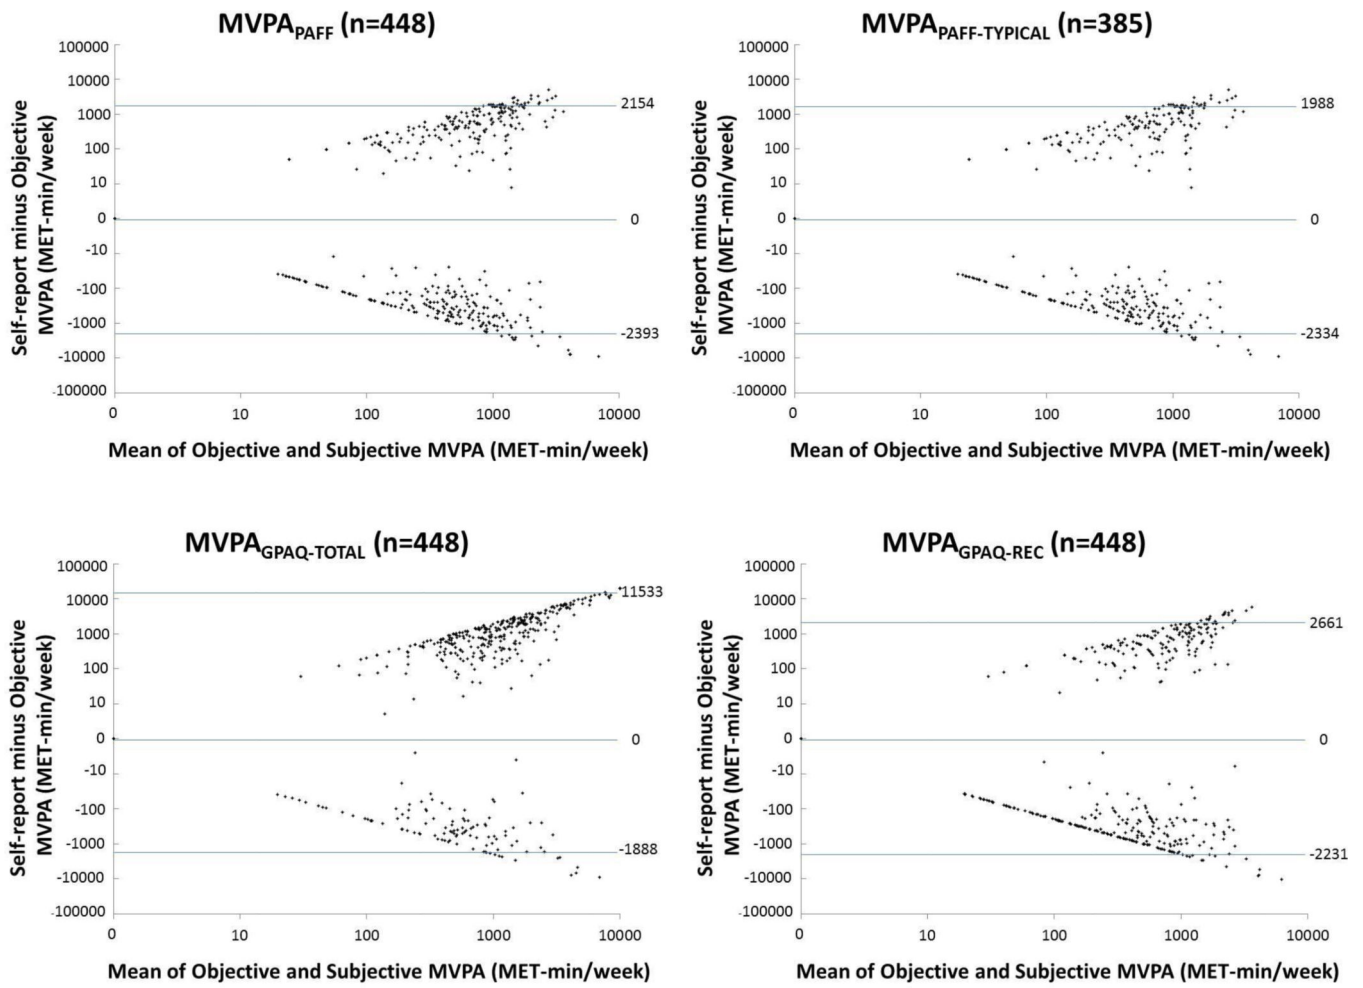 MVPA_PAFF (n=448)
Self-report minus Objective
MVPA (MET-min/week)
100000
10000
1000
100
10
0
-10
-100
-1000
-10000
-100000
2154
0
-2393
0 10 100 1000 10000
Mean of Objective and Subjective MVPA (MET-min/week)
MVPA_PAFF-TYPICAL (n=385)
Self-report minus Objective
MVPA (MET-min/week)
100000
10000
1000
100
10
0
-10
-100
-1000
-10000
-100000
1988
0
-2334
0 10 100 1000 10000
Mean of Objective and Subjective MVPA (MET-min/week)
MVPA_GPAQ-TOTAL (n=448)
Self-report minus Objective
MVPA (MET-min/week)
100000
10000
1000
100
10
0
-10
-100
-1000
-10000
-100000
11533
0
-1888
0 10 100 1000 10000
Mean of Objective and Subjective MVPA (MET-min/week)
MVPA_GPAQ-REC (n=448)
Self-report minus Objective
MVPA (MET-min/week)
100000
10000
1000
100
10
0
-10
-100
-1000
-10000
-100000
2661
0
-2231
0 10 100 1000 10000
Mean of Objective and Subjective MVPA (MET-min/week)